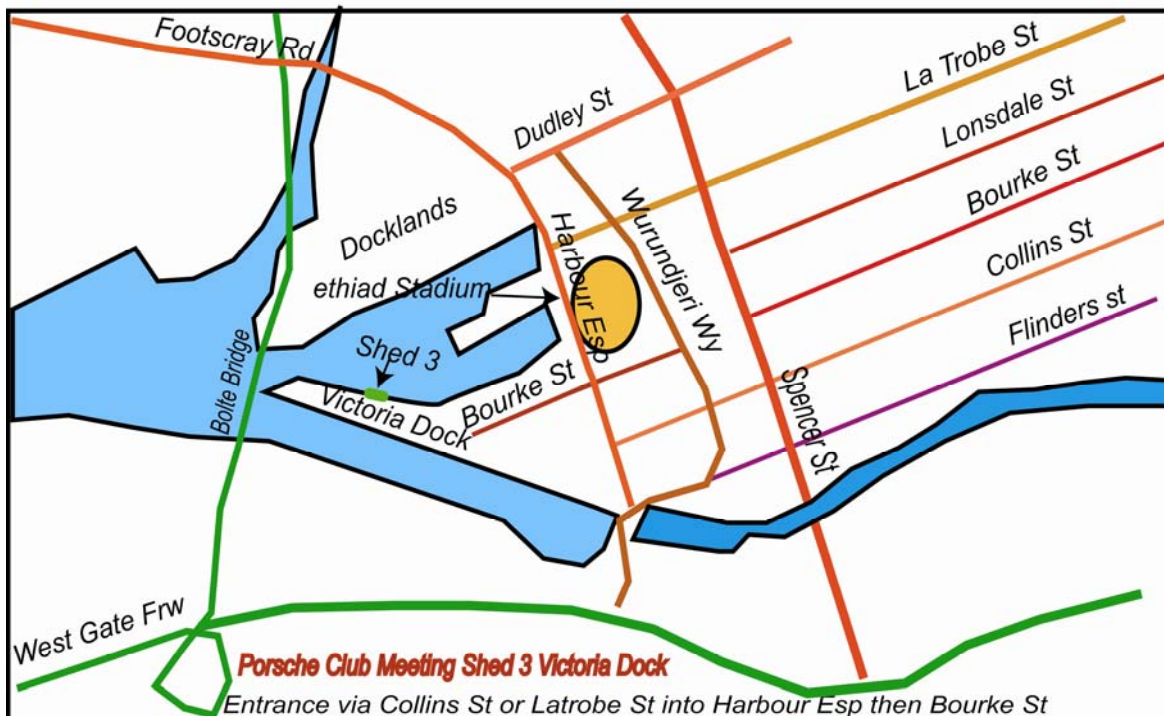 Footscray Rd
Dudley St
La Trobe St
Lonsdale St
Bourke St
Collins St
Flinders st
Docklands
Harbour Esp
Wurundjeri Wy
ethiad Stadium
Shed 3
Bolte Bridge
Victoria Dock
Bourke St
Spencer St
West Gate Frw
Porsche Club Meeting Shed 3 Victoria Dock
Entrance via Collins St or Latrobe St into Harbour Esp then Bourke St